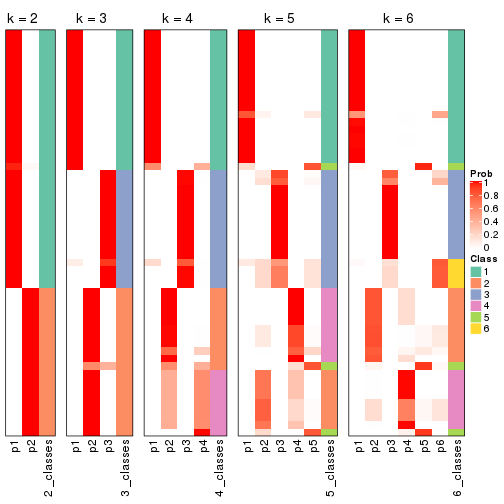 k = 2
k = 3
k = 4
k = 5
k = 6
p1
p2
2_classes
p1
p2
p3
3_classes
p1
p2
p3
p4
4_classes
p1
p2
p3
p4
p5
5_classes
p1
p2
p3
p4
p5
p6
6_classes
Prob
1
0.8
0.6
0.4
0.2
0
Class
1
2
3
4
5
6